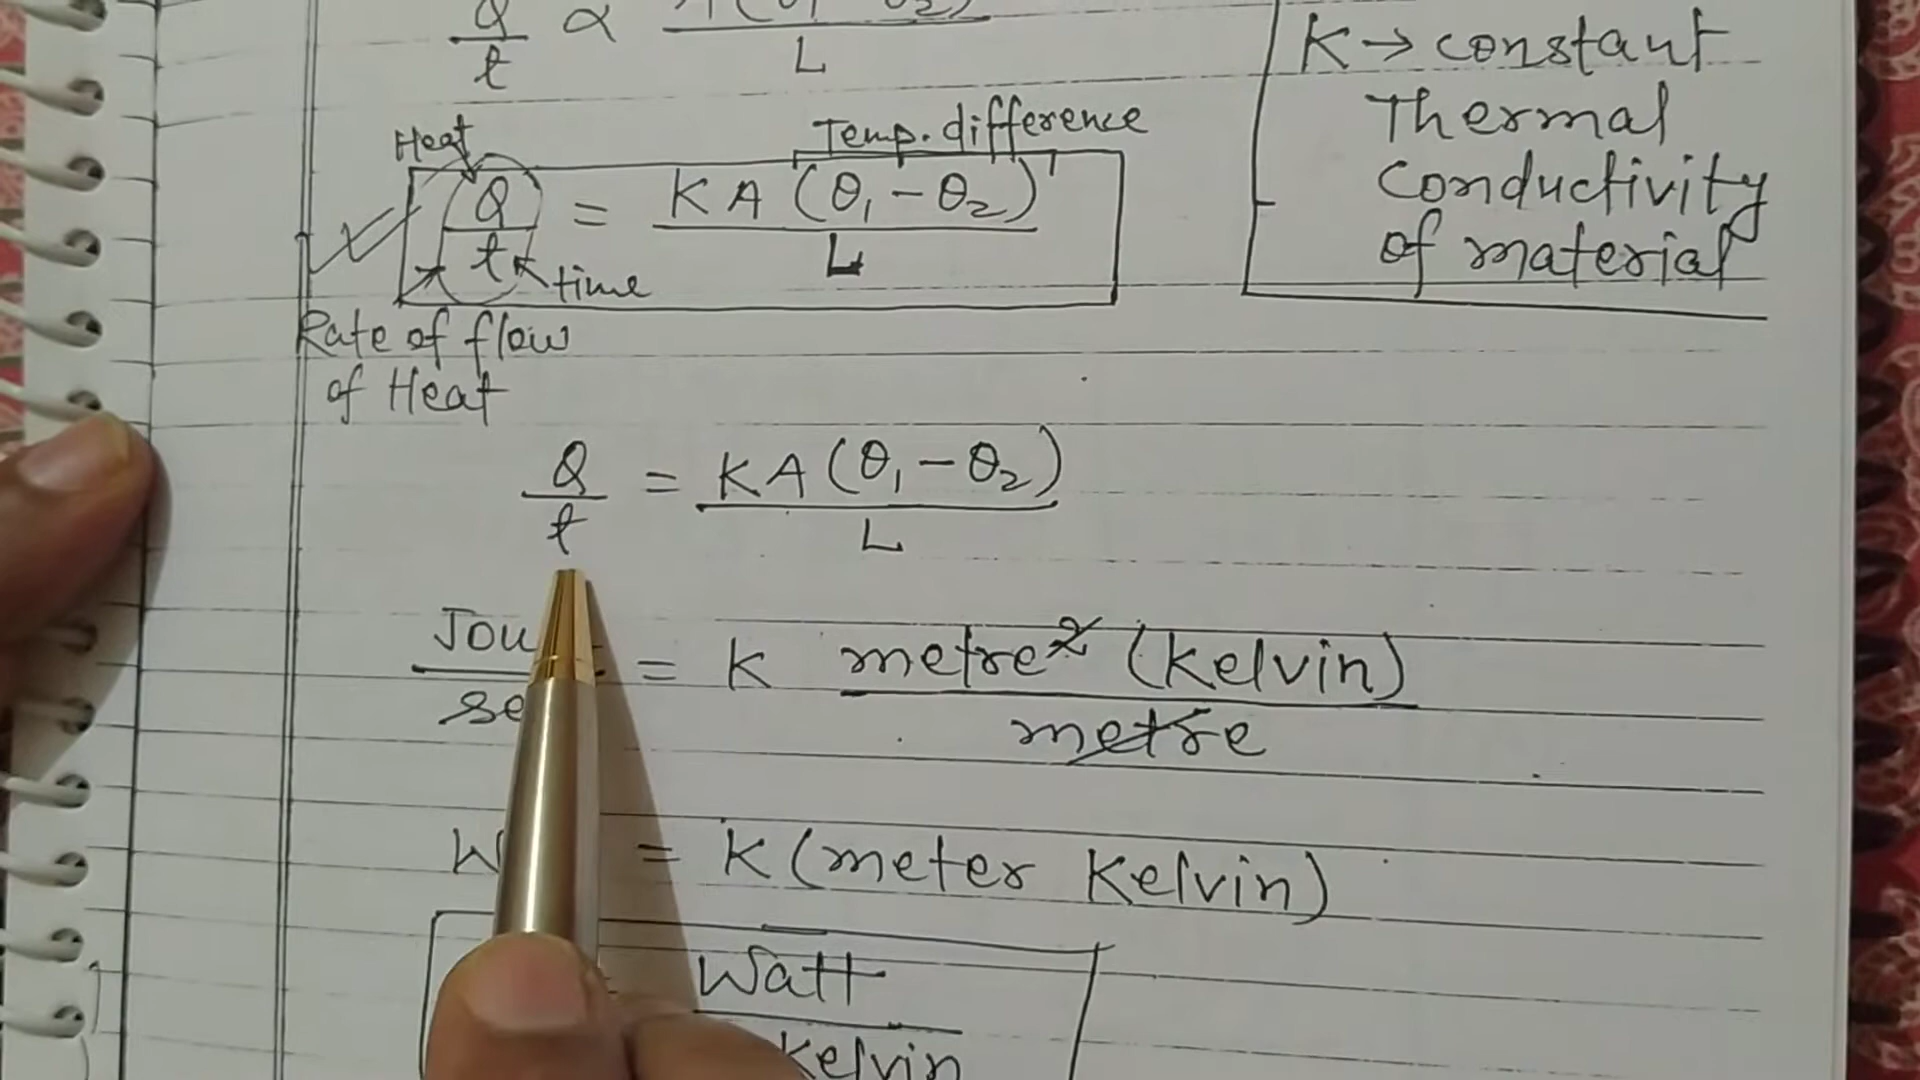 Q/t ∝ A(θ₁-θ₂)/L
K → constant
Thermal
Conductivity
of material
Heat
Temp. difference
Q/t = KA(θ₁-θ₂)/L
time
Rate of flow
of Heat
Q/t = KA(θ₁-θ₂)/L
= K metre² (Kelvin)/metre
= K (meter Kelvin)
Watt
Kelvin